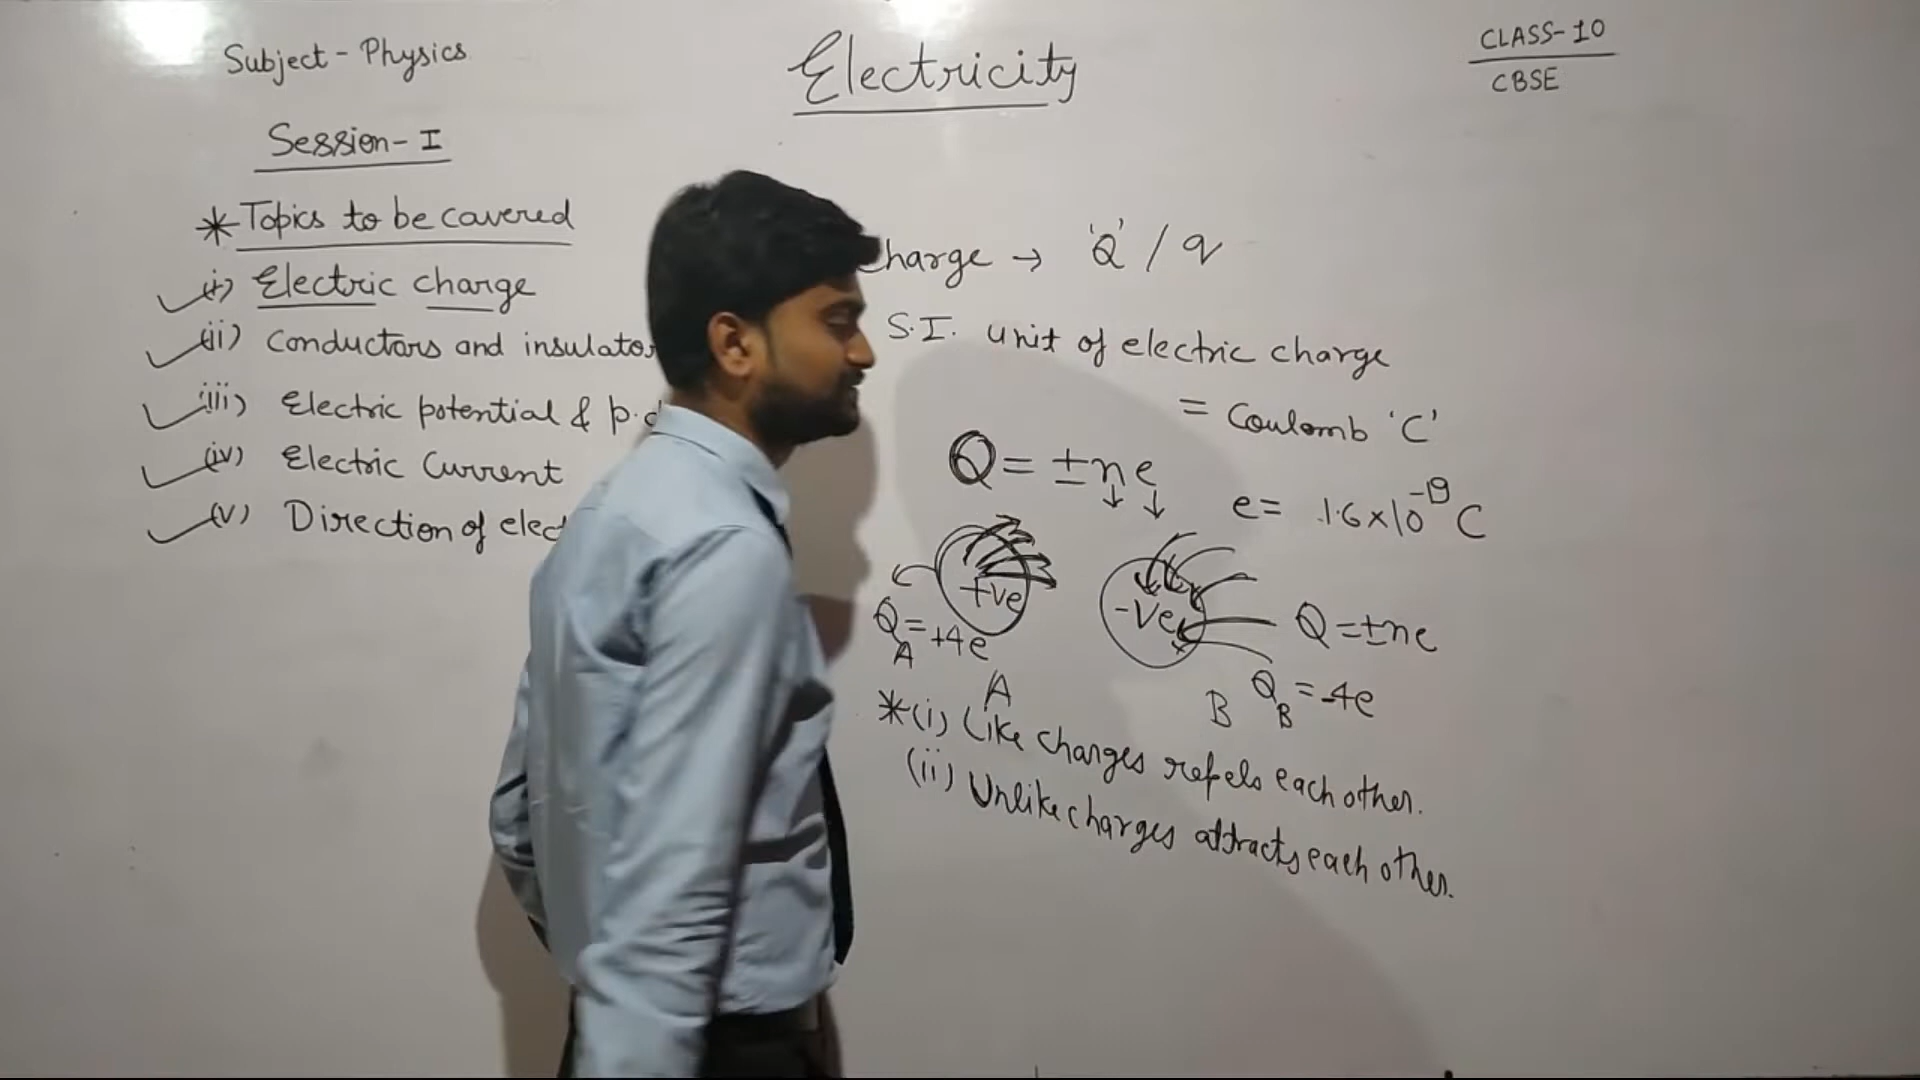 Subject - Physics
Electricity
CLASS-10
CBSE
Session - I
* Topics to be cavered
(i) Electric charge
(ii) Conductors and insulator
(iii) Electric potential & p.d
(iv) Electric Current
(v) Direction of elec
charge → 'Q' / q
S.I. unit of electric charge
= Coulomb 'C'
Q = ±ne
e = 1.6×10⁻¹⁹ C
+ve
Q_A = +4e
A
-ve
Q = ±ne
B
Q_B = -4e
* (i) Like charges repels each other.
(ii) Unlike charges attracts each other.